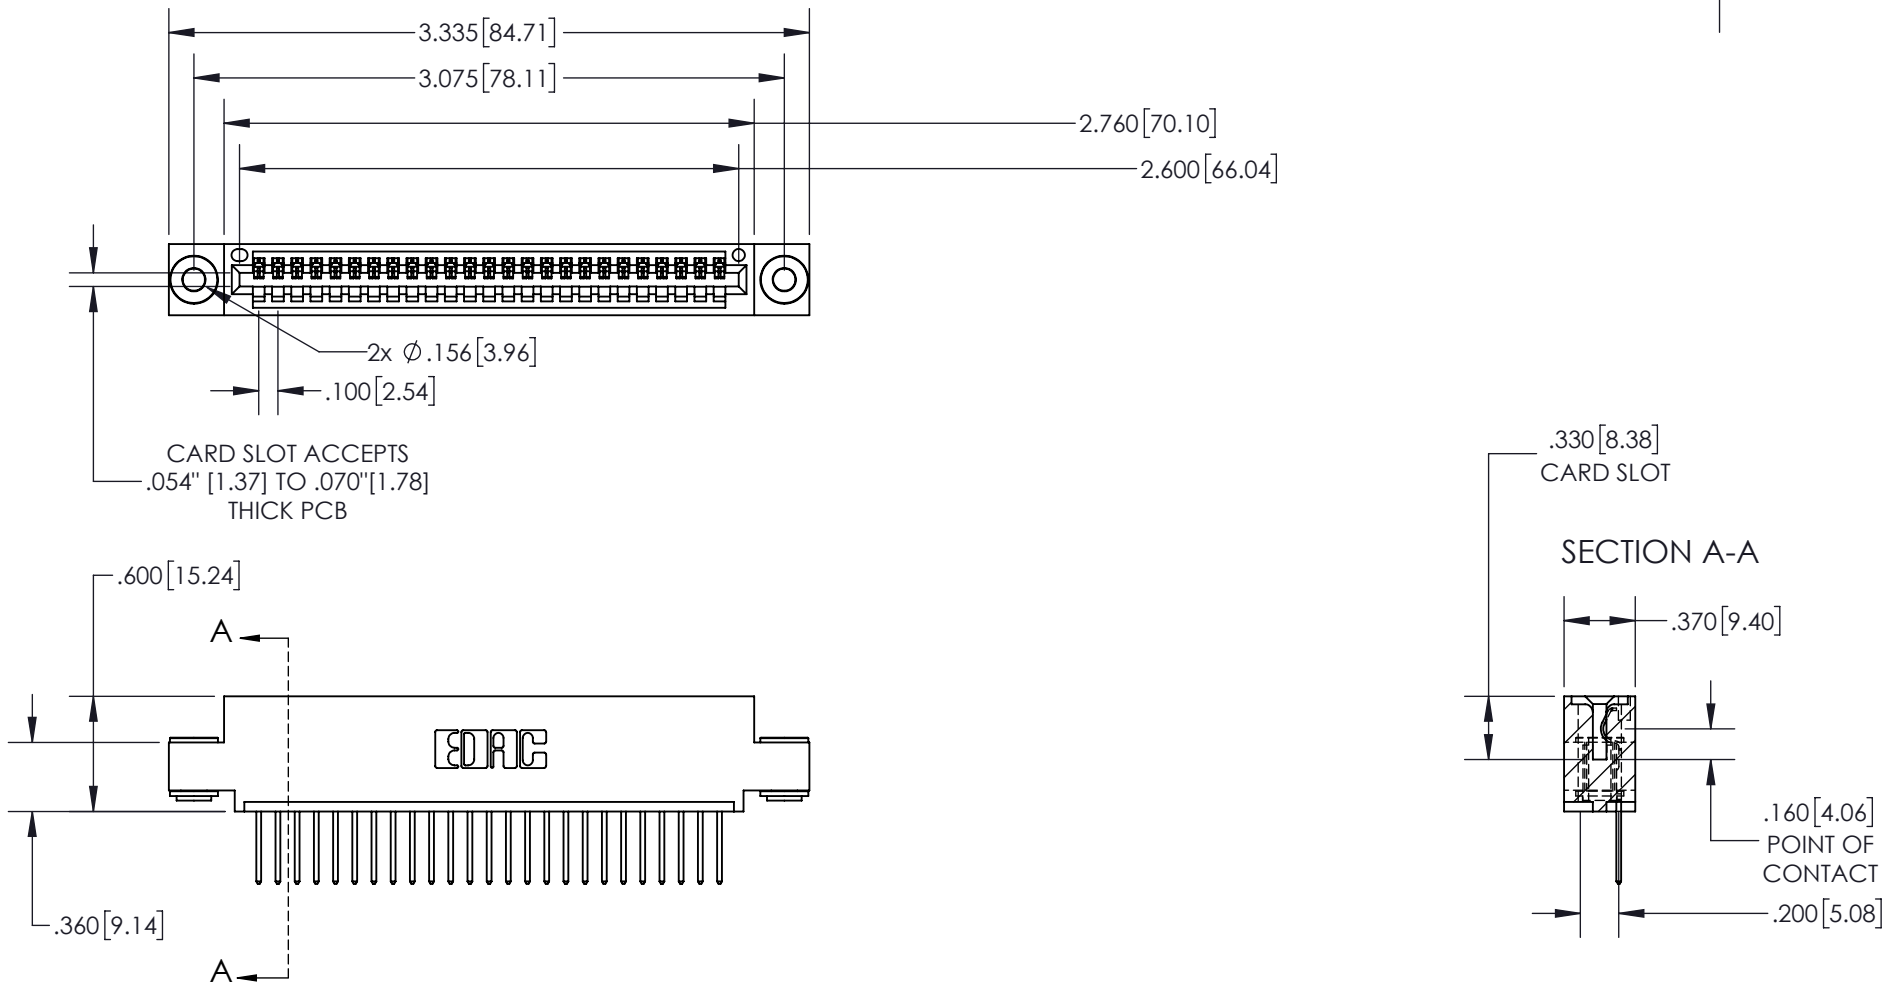 3.335[84.71]
3.075[78.11]
2.760[70.10]
2.600[66.04]
2x ∅.156[3.96]
.100[2.54]
CARD SLOT ACCEPTS
.054" [1.37] TO .070"[1.78]
THICK PCB
.330[8.38]
CARD SLOT
SECTION A-A
.600[15.24]
A
.370[9.40]
EDAC
.160[4.06]
POINT OF
CONTACT
.200[5.08]
.360[9.14]
A